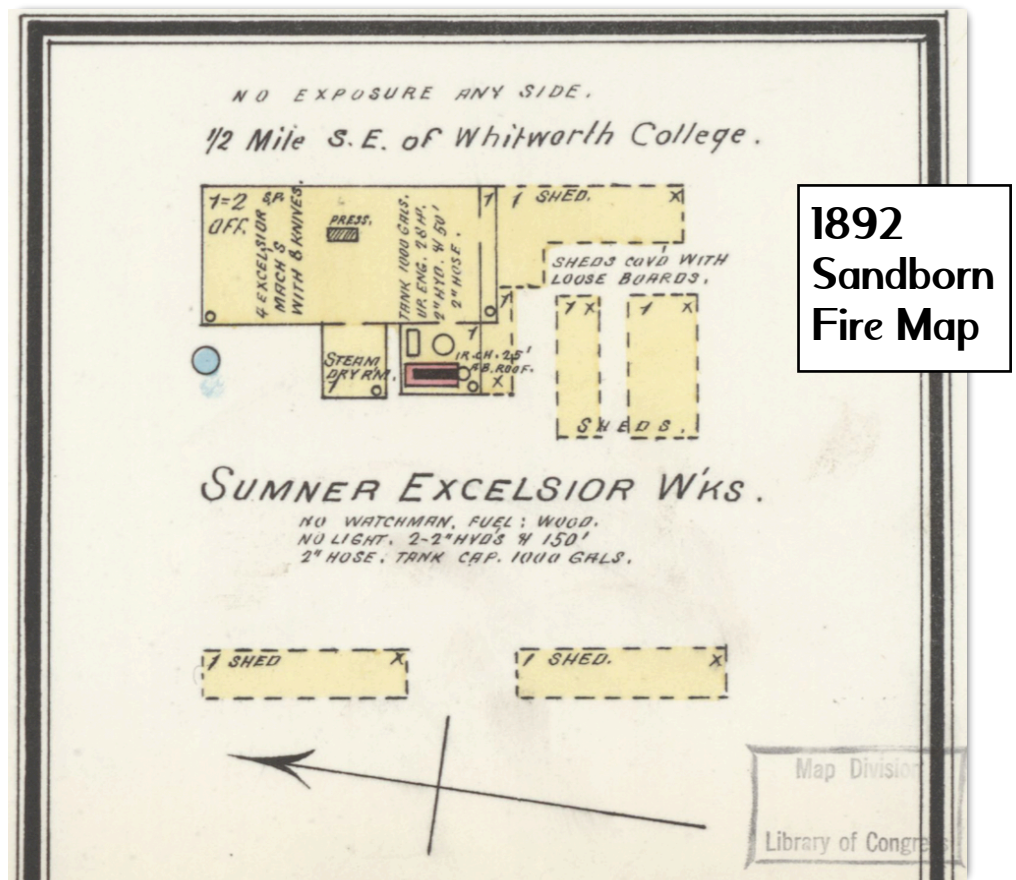 NO EXPOSURE ANY SIDE.
1/2 Mile S.E. of Whitworth College.
1=2
OFF.
S.P.
4 EXCELSIOR
MACH'S
WITH 8 KNIVES.
PRESS.
TANK 1000 GALS.
UP. ENG. 28 HP.
2" HYD. & 50'
2" HOSE.
1
1 SHED. X
SHEDS COV'D WITH
LOOSE BOARDS.
1
1 X
1 X
SHEDS.
STEAM
DRY R'M.
1
1
IR. CH. 25'
AB. ROOF.
X
SUMNER EXCELSIOR W'KS.
NO WATCHMAN, FUEL: WOOD.
NO LIGHT. 2-2" HYD'S & 150'
2" HOSE. TANK CAP. 1000 GALS.
1 SHED X
1 SHED. X
1892
Sandborn
Fire Map
Map Division
Library of Congress